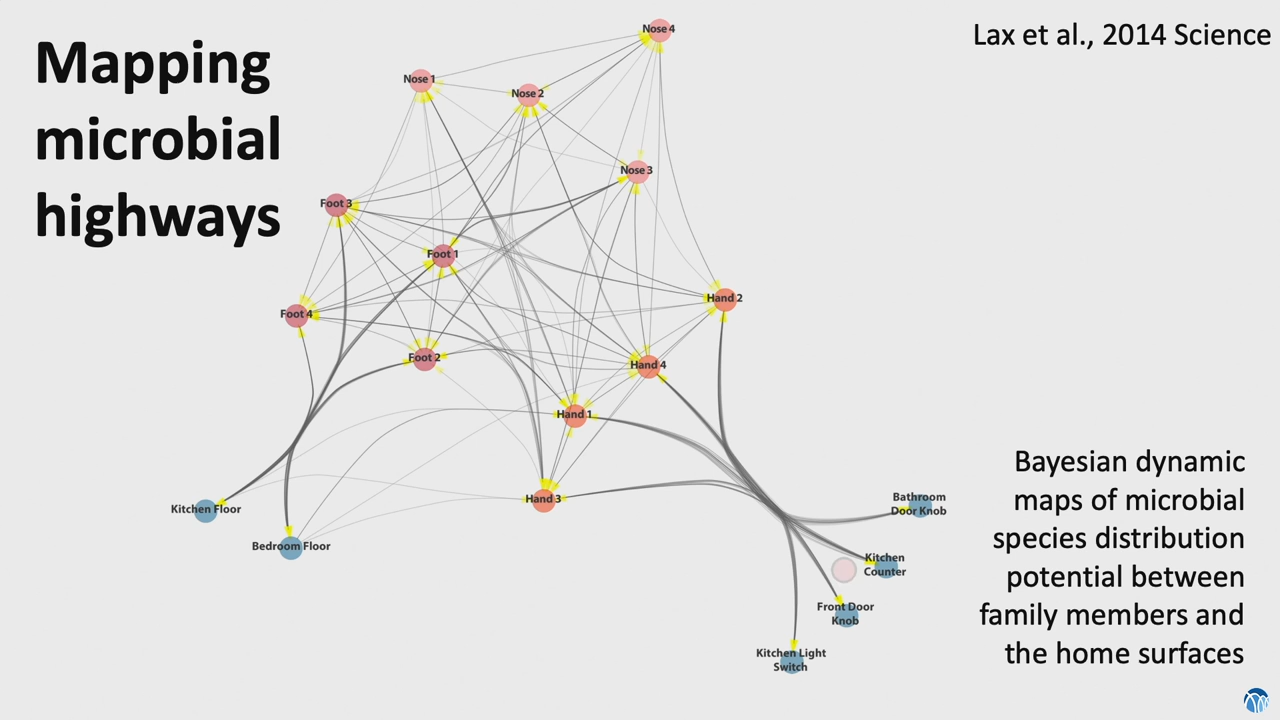 Mapping
microbial
highways
Lax et al., 2014 Science
Nose 4
Nose 1
Nose 2
Nose 3
Foot 3
Foot 1
Hand 2
Foot 4
Foot 2
Hand 4
Hand 1
Hand 3
Kitchen Floor
Bedroom Floor
Bathroom
Door Knob
Kitchen
Counter
Front Door
Knob
Kitchen Light
Switch
Bayesian dynamic
maps of microbial
species distribution
potential between
family members and
the home surfaces